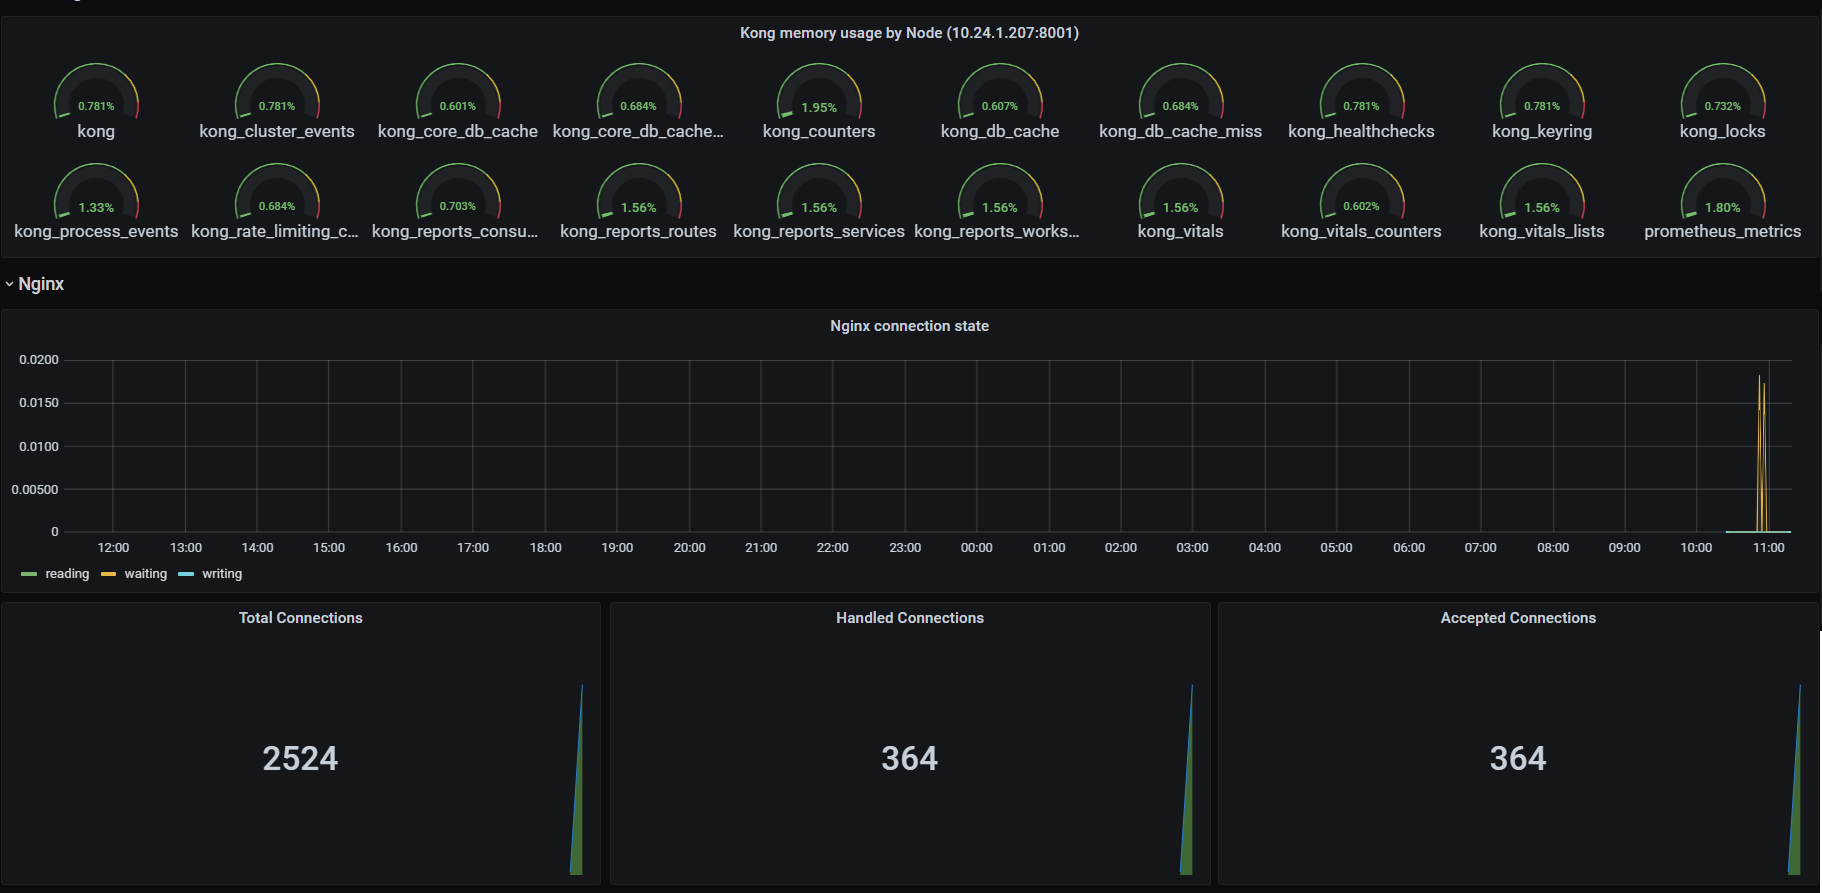 Kong memory usage by Node (10.24.1.207:8001)
0.781% 0.781% 0.601% 0.684% 1.95% 0.607% 0.684% 0.781% 0.781% 0.732%
kong kong_cluster_events kong_core_db_cache kong_core_db_cache... kong_counters kong_db_cache kong_db_cache_miss kong_healthchecks kong_keyring kong_locks
1.33% 0.684% 0.703% 1.56% 1.56% 1.56% 1.56% 0.602% 1.56% 1.80%
kong_process_events kong_rate_limiting_c... kong_reports_consu... kong_reports_routes kong_reports_services kong_reports_works... kong_vitals kong_vitals_counters kong_vitals_lists prometheus_metrics
Nginx
Nginx connection state
0.0200
0.0150
0.0100
0.00500
0
12:00 13:00 14:00 15:00 16:00 17:00 18:00 19:00 20:00 21:00 22:00 23:00 00:00 01:00 02:00 03:00 04:00 05:00 06:00 07:00 08:00 09:00 10:00 11:00
reading waiting writing
Total Connections Handled Connections Accepted Connections
2524 364 364